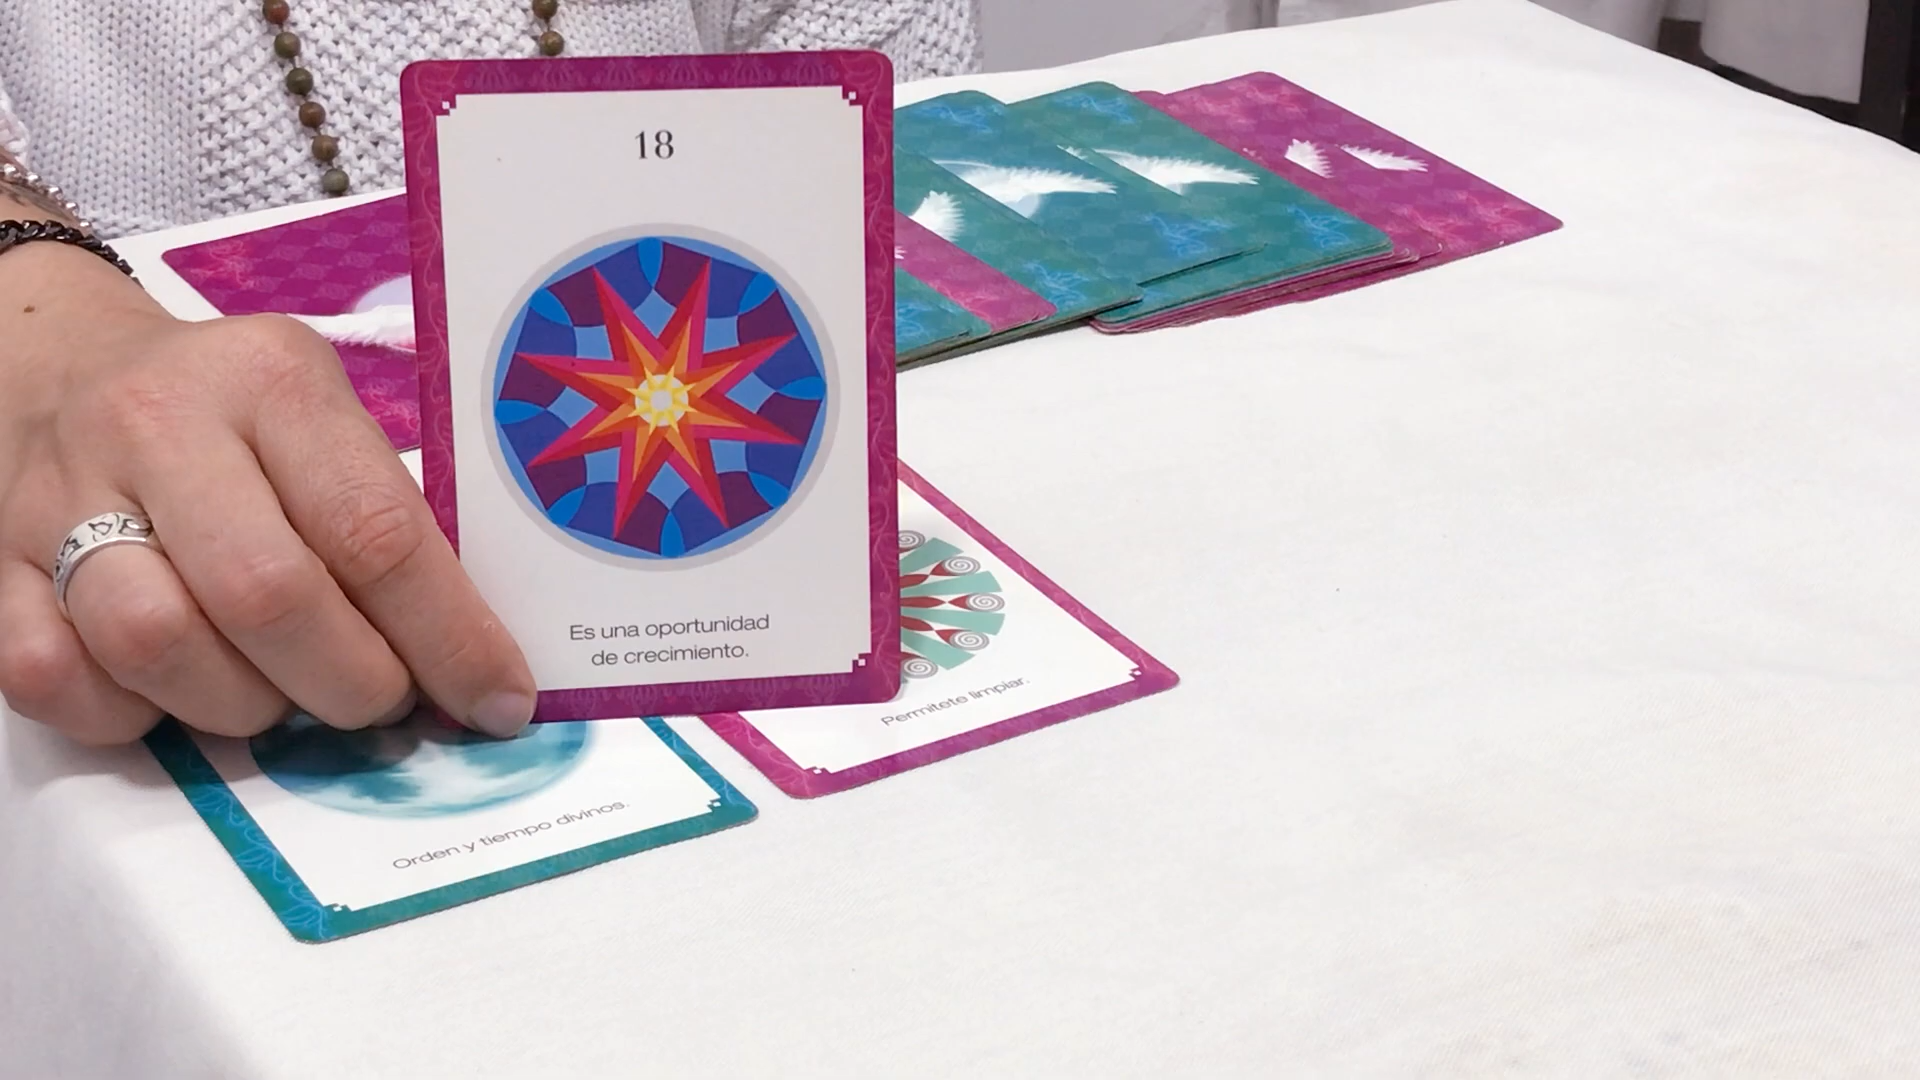 18
Es una oportunidad
de crecimiento.
Permítete limpiar.
Orden y tiempo divinos.